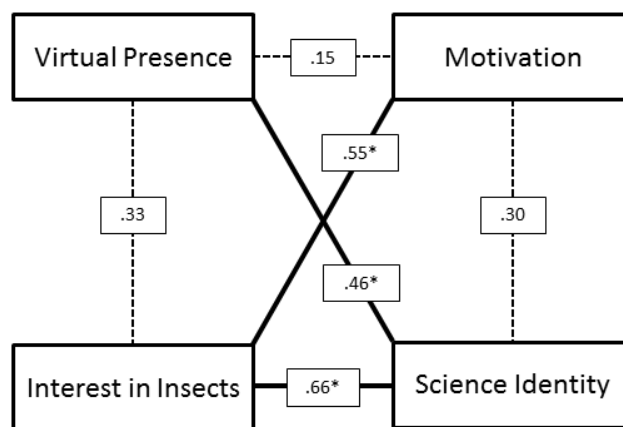 Virtual Presence
.15
Motivation
.55*
.33
.30
.46*
Interest in Insects
.66*
Science Identity